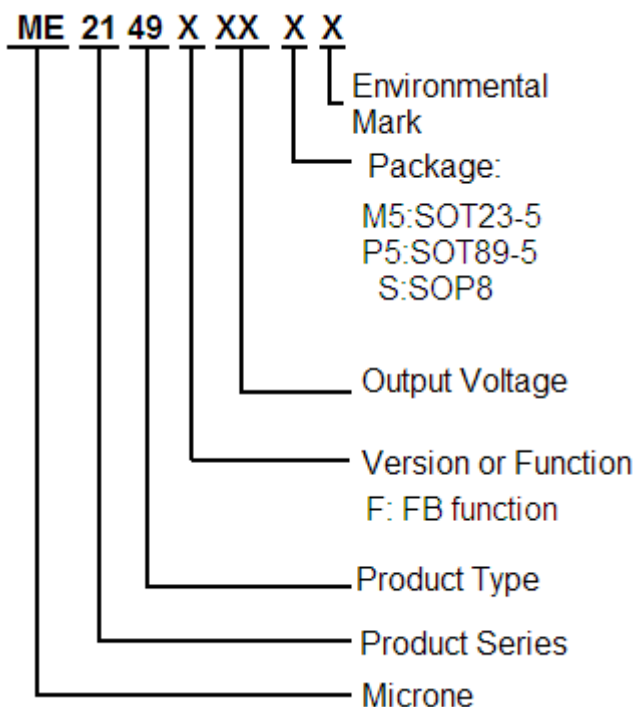 ME 21 49 X XX X X
Environmental
Mark
Package:
M5:SOT23-5
P5:SOT89-5
S:SOP8
Output Voltage
Version or Function
F: FB function
Product Type
Product Series
Microne